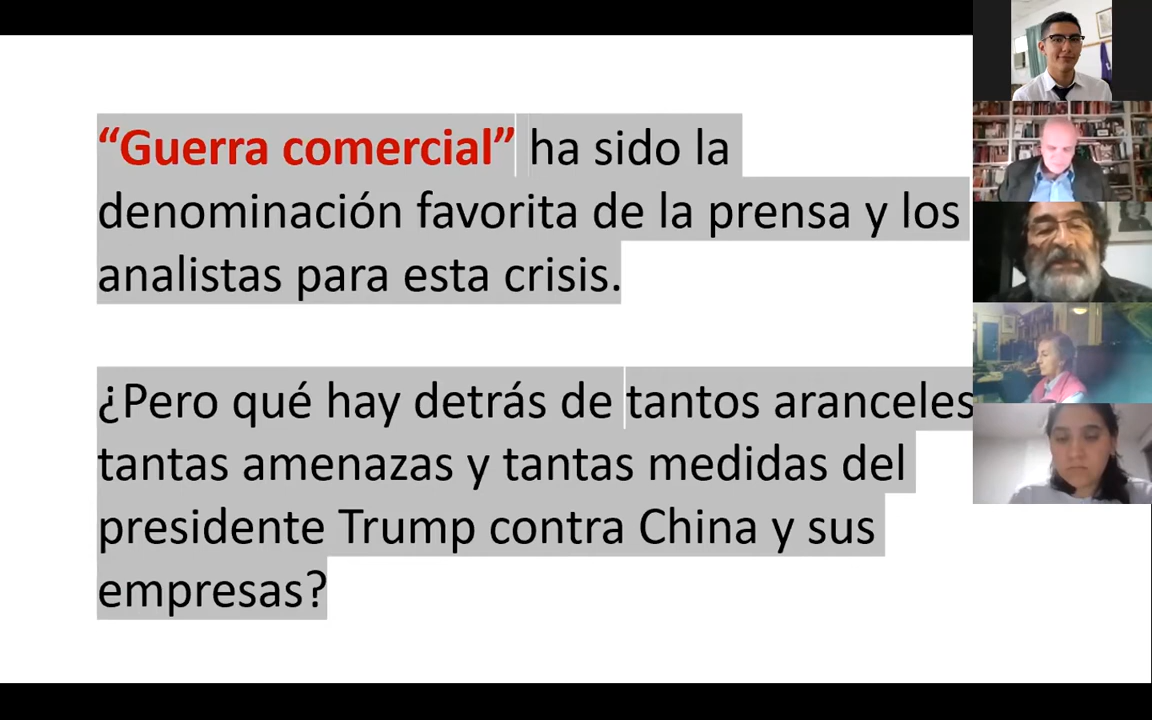 “Guerra comercial” ha sido la
denominación favorita de la prensa y los
analistas para esta crisis.
¿Pero qué hay detrás de tantos aranceles
tantas amenazas y tantas medidas del
presidente Trump contra China y sus
empresas?